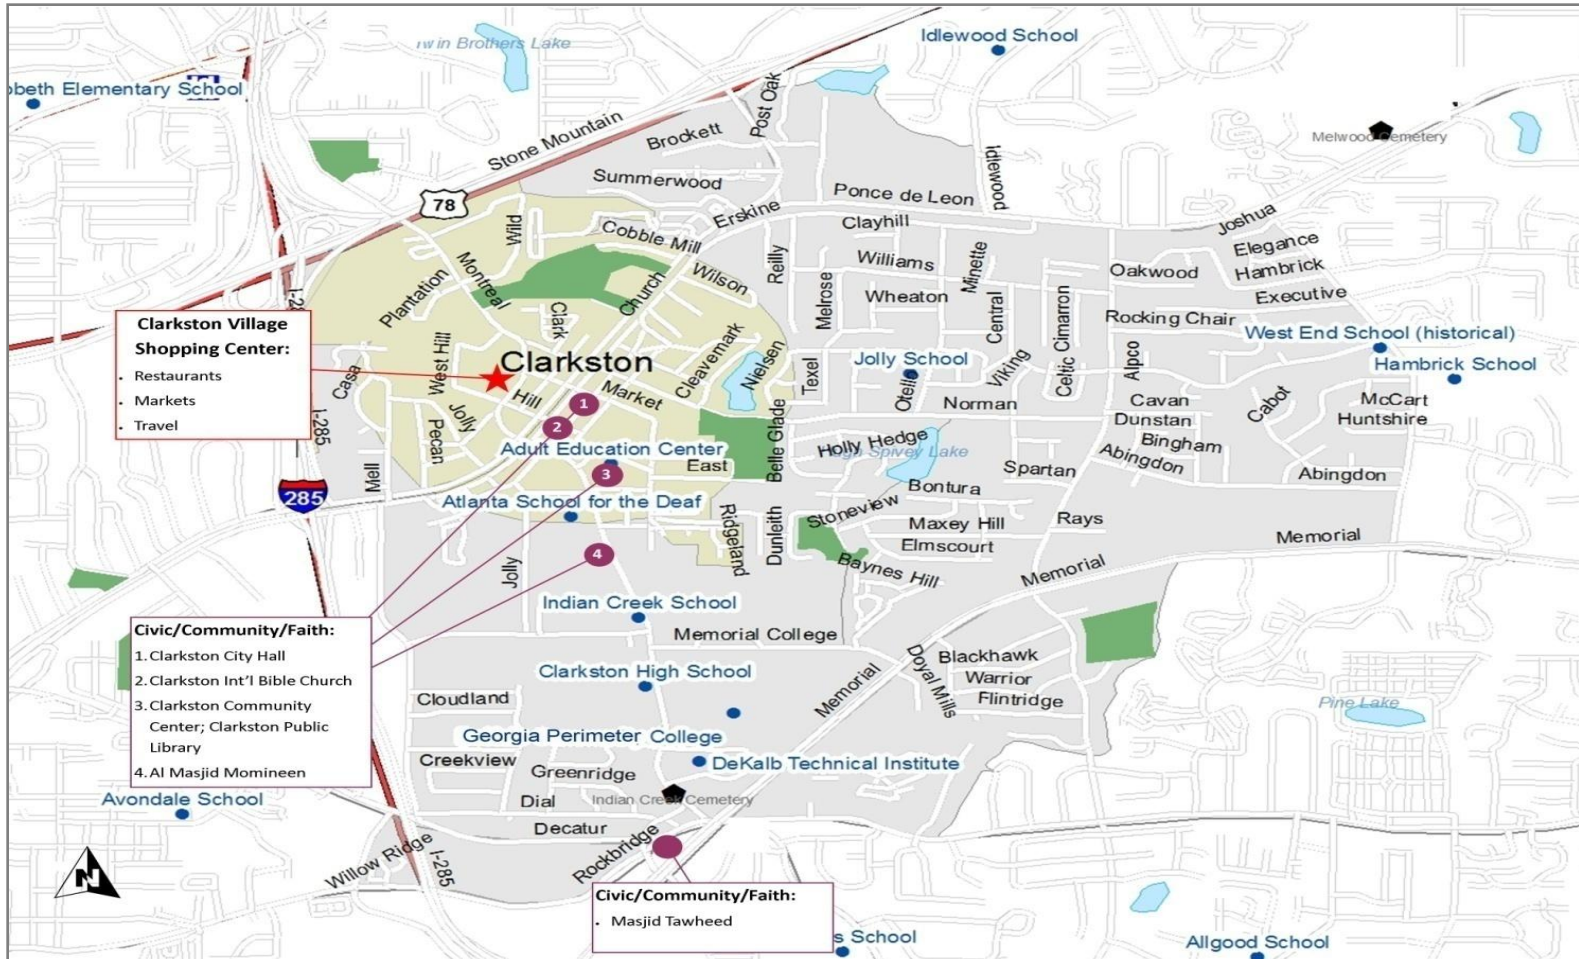 Idlewood School
win Brothers Lake
beth Elementary School
Melwood Cemetery
Post Oak
Brockett
Stone Mountain
Idlewood
Summerwood
Ponce de Leon
78
Erskine
Clayhill
Joshua
Wild
Cobble Mill
Elegance
Reilly
Williams
Minette
Hambrick
Oakwood
Montreal
Wilson
Plantation
Church
Melrose
Wheaton
Executive
Central
Cimarron
Rocking Chair
Clark
West End School (historical)
Clarkston Village
Shopping Center:
. Restaurants
. Markets
. Travel
Clarkston
Cleavemark
Nielsen
Jolly School
Viking
Celtic
Alpco
Hambrick School
Casa
West Hill
Texel
Otello
Hill
Market
Norman
Cavan
Cabot
McCart
Huntshire
Dunstan
I-285
Jolly
Pecan
1
2
Belle Glade
Holly Hedge
Spivey Lake
Bingham
Abingdon
Abingdon
Adult Education Center
3
East
Spartan
Mell
285
Bontura
Atlanta School for the Deaf
Stoneview
Ridgeland
Dunleith
Maxey Hill
Rays
Elmscourt
Memorial
4
Jolly
Baynes Hill
Memorial
Indian Creek School
Civic/Community/Faith:
1. Clarkston City Hall
2. Clarkston Int'l Bible Church
3. Clarkston Community
Center; Clarkston Public
Library
4. Al Masjid Momineen
Memorial College
Blackhawk
Clarkston High School
Doyal Mills
Warrior
Flintridge
Cloudland
Memorial
Pine Lake
Georgia Perimeter College
Creekview
DeKalb Technical Institute
Greenridge
Avondale School
Dial
Indian Creek Cemetery
Decatur
Rockbridge
Willow Ridge
I-285
N
Civic/Community/Faith:
. Masjid Tawheed
s School
Allgood School